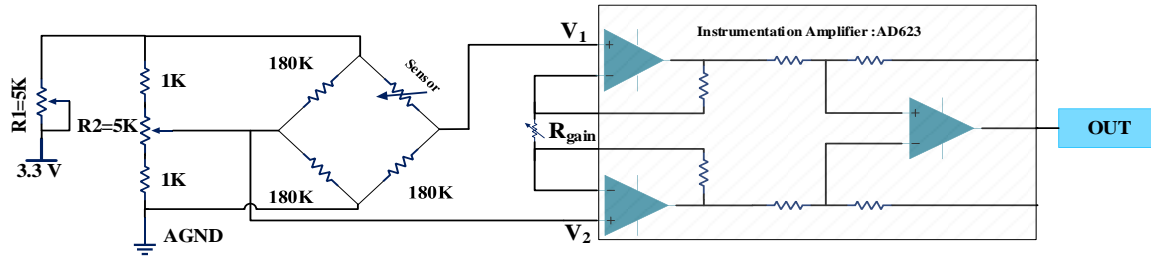 Instrumentation Amplifier :AD623
V1
180K
Sensor
1K
R1=5K
R2=5K
Rgain
OUT
3.3 V
1K
180K
180K
AGND
V2
+
−
−
+
+
−